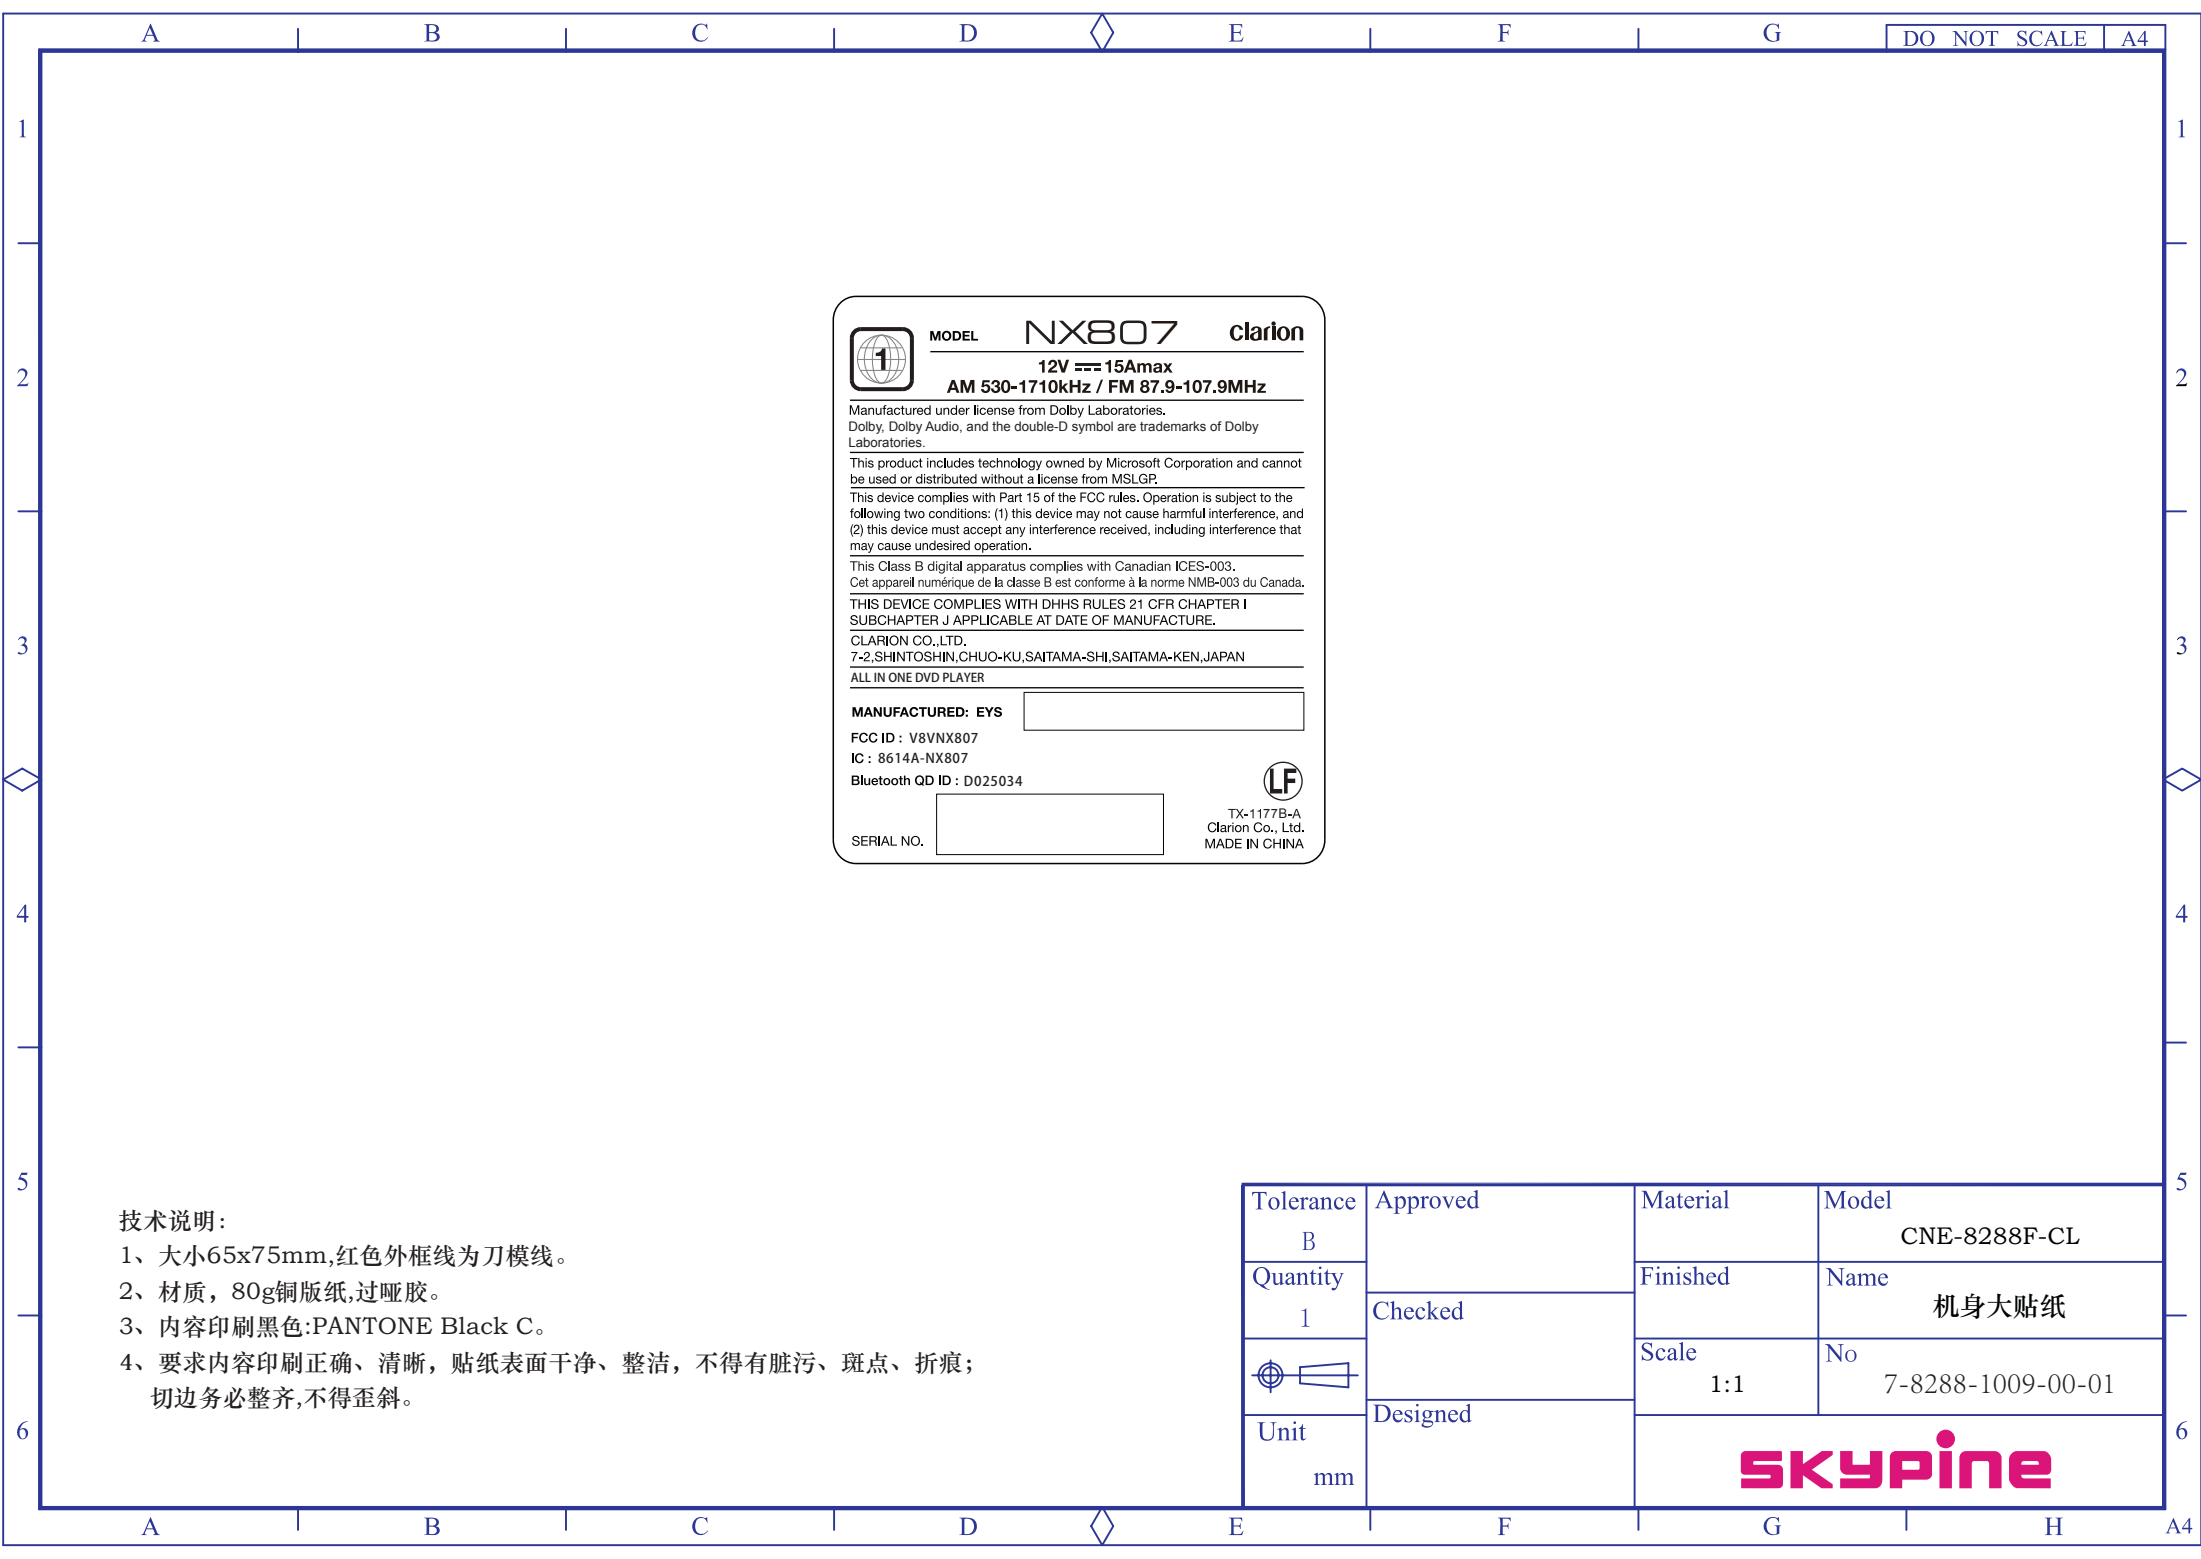 A B C D E F G DO NOT SCALE A4
1 1
2 2
3 3
4 4
5 5
6 6
1 MODEL NX807 clarion
12V 15Amax
AM 530-1710kHz / FM 87.9-107.9MHz
Manufactured under license from Dolby Laboratories.
Dolby, Dolby Audio, and the double-D symbol are trademarks of Dolby
Laboratories.
This product includes technology owned by Microsoft Corporation and cannot
be used or distributed without a license from MSLGP.
This device complies with Part 15 of the FCC rules. Operation is subject to the
following two conditions: (1) this device may not cause harmful interference, and
(2) this device must accept any interference received, including interference that
may cause undesired operation.
This Class B digital apparatus complies with Canadian ICES-003.
Cet appareil numérique de la classe B est conforme à la norme NMB-003 du Canada.
THIS DEVICE COMPLIES WITH DHHS RULES 21 CFR CHAPTER I
SUBCHAPTER J APPLICABLE AT DATE OF MANUFACTURE.
CLARION CO.,LTD.
7-2,SHINTOSHIN,CHUO-KU,SAITAMA-SHI,SAITAMA-KEN,JAPAN
ALL IN ONE DVD PLAYER
MANUFACTURED: EYS
FCC ID : V8VNX807
IC : 8614A-NX807
Bluetooth QD ID : D025034
LF
TX-1177B-A
Clarion Co., Ltd.
MADE IN CHINA
SERIAL NO.
技术说明:
1、大小65x75mm,红色外框线为刀模线。
2、材质，80g铜版纸,过哑胶。
3、内容印刷黑色:PANTONE Black C。
4、要求内容印刷正确、清晰，贴纸表面干净、整洁，不得有脏污、斑点、折痕；
切边务必整齐,不得歪斜。
Tolerance
B
Approved
Material
Model
CNE-8288F-CL
Quantity
1
Checked
Finished
Name
机身大贴纸
Scale
1:1
No
7-8288-1009-00-01
Unit
mm
Designed
skypine
A B C D E F G H A4